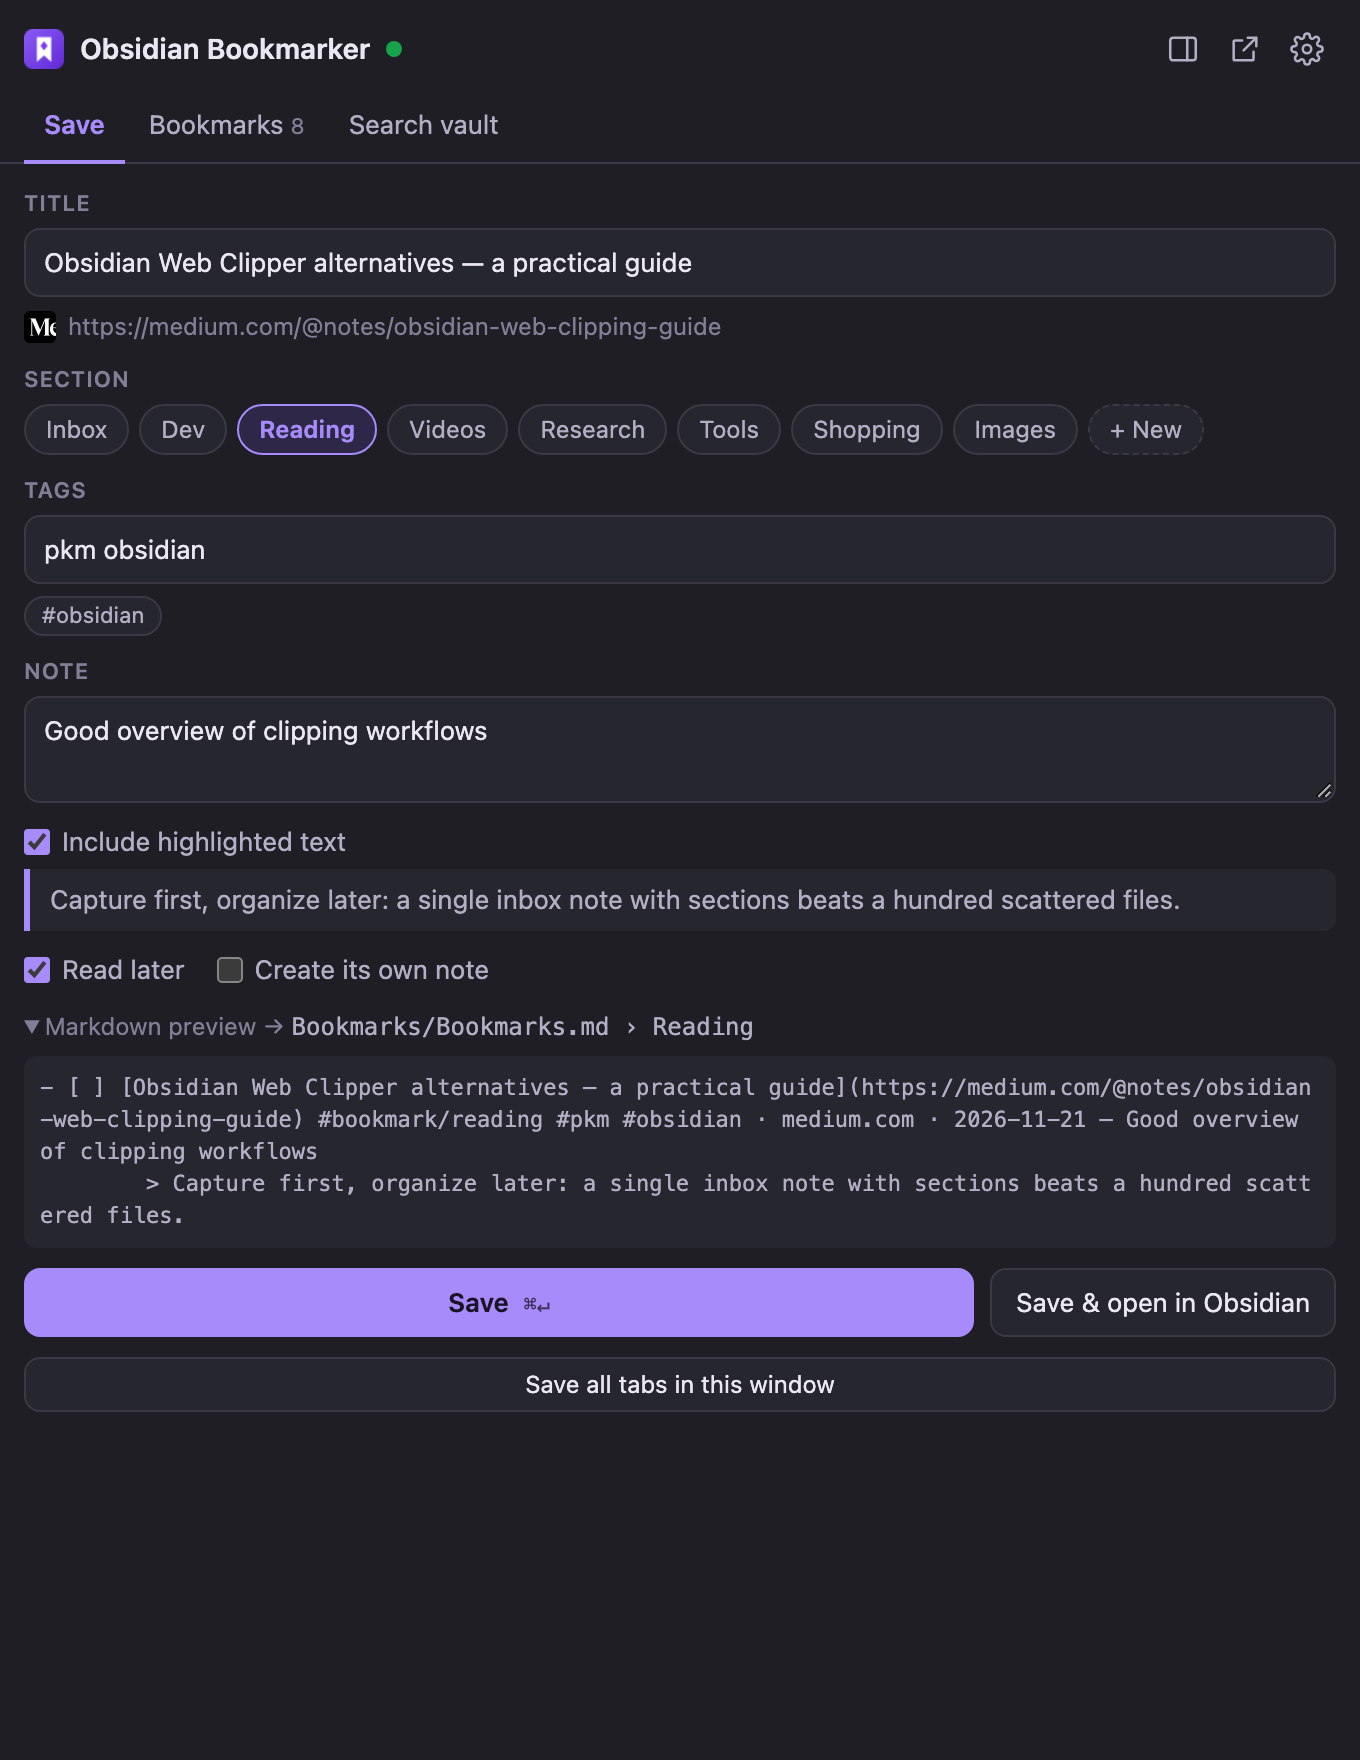 Obsidian Bookmarker
Save Bookmarks 8 Search vault
TITLE
Obsidian Web Clipper alternatives — a practical guide
Me https://medium.com/@notes/obsidian-web-clipping-guide
SECTION
Inbox Dev Reading Videos Research Tools Shopping Images + New
TAGS
pkm obsidian
#obsidian
NOTE
Good overview of clipping workflows
Include highlighted text
Capture first, organize later: a single inbox note with sections beats a hundred scattered files.
Read later Create its own note
▼ Markdown preview → Bookmarks/Bookmarks.md › Reading
- [ ] [Obsidian Web Clipper alternatives — a practical guide](https://medium.com/@notes/obsidian
-web-clipping-guide) #bookmark/reading #pkm #obsidian · medium.com · 2026-11-21 — Good overview
of clipping workflows
> Capture first, organize later: a single inbox note with sections beats a hundred scatt
ered files.
Save ⌘↵ Save & open in Obsidian
Save all tabs in this window